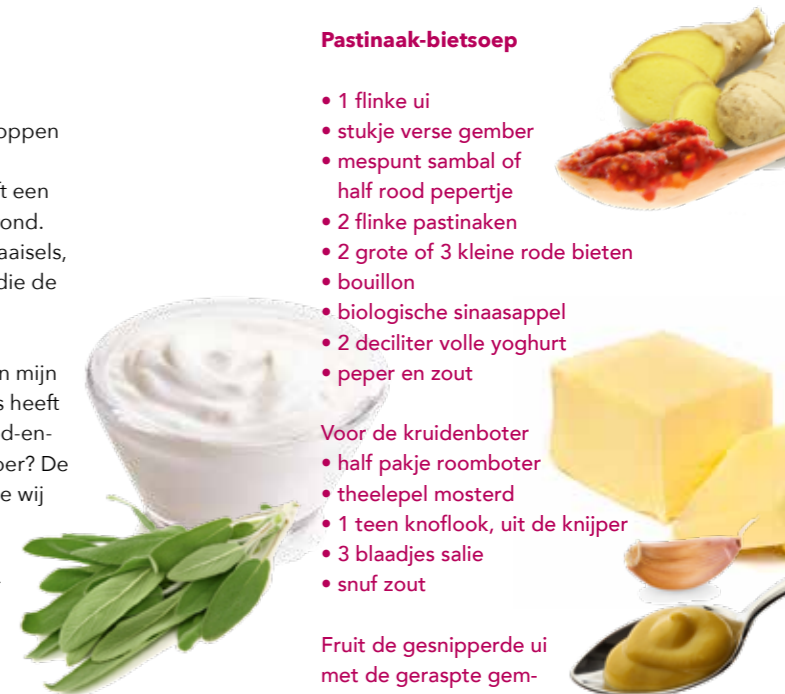 oppen
t een
ond.
aaisels,
die de
n mijn
s heeft
d-en-
per? De
e wij
Pastinaak-bietsoep
• 1 flinke ui
• stukje verse gember
• mespunt sambal of
half rood pepertje
• 2 flinke pastinaken
• 2 grote of 3 kleine rode bieten
• bouillon
• biologische sinaasappel
• 2 deciliter volle yoghurt
• peper en zout
Voor de kruidenboter
• half pakje roomboter
• theelepel mosterd
• 1 teen knoflook, uit de knijper
• 3 blaadjes salie
• snuf zout
Fruit de gesnipperde ui
met de geraspte gem-